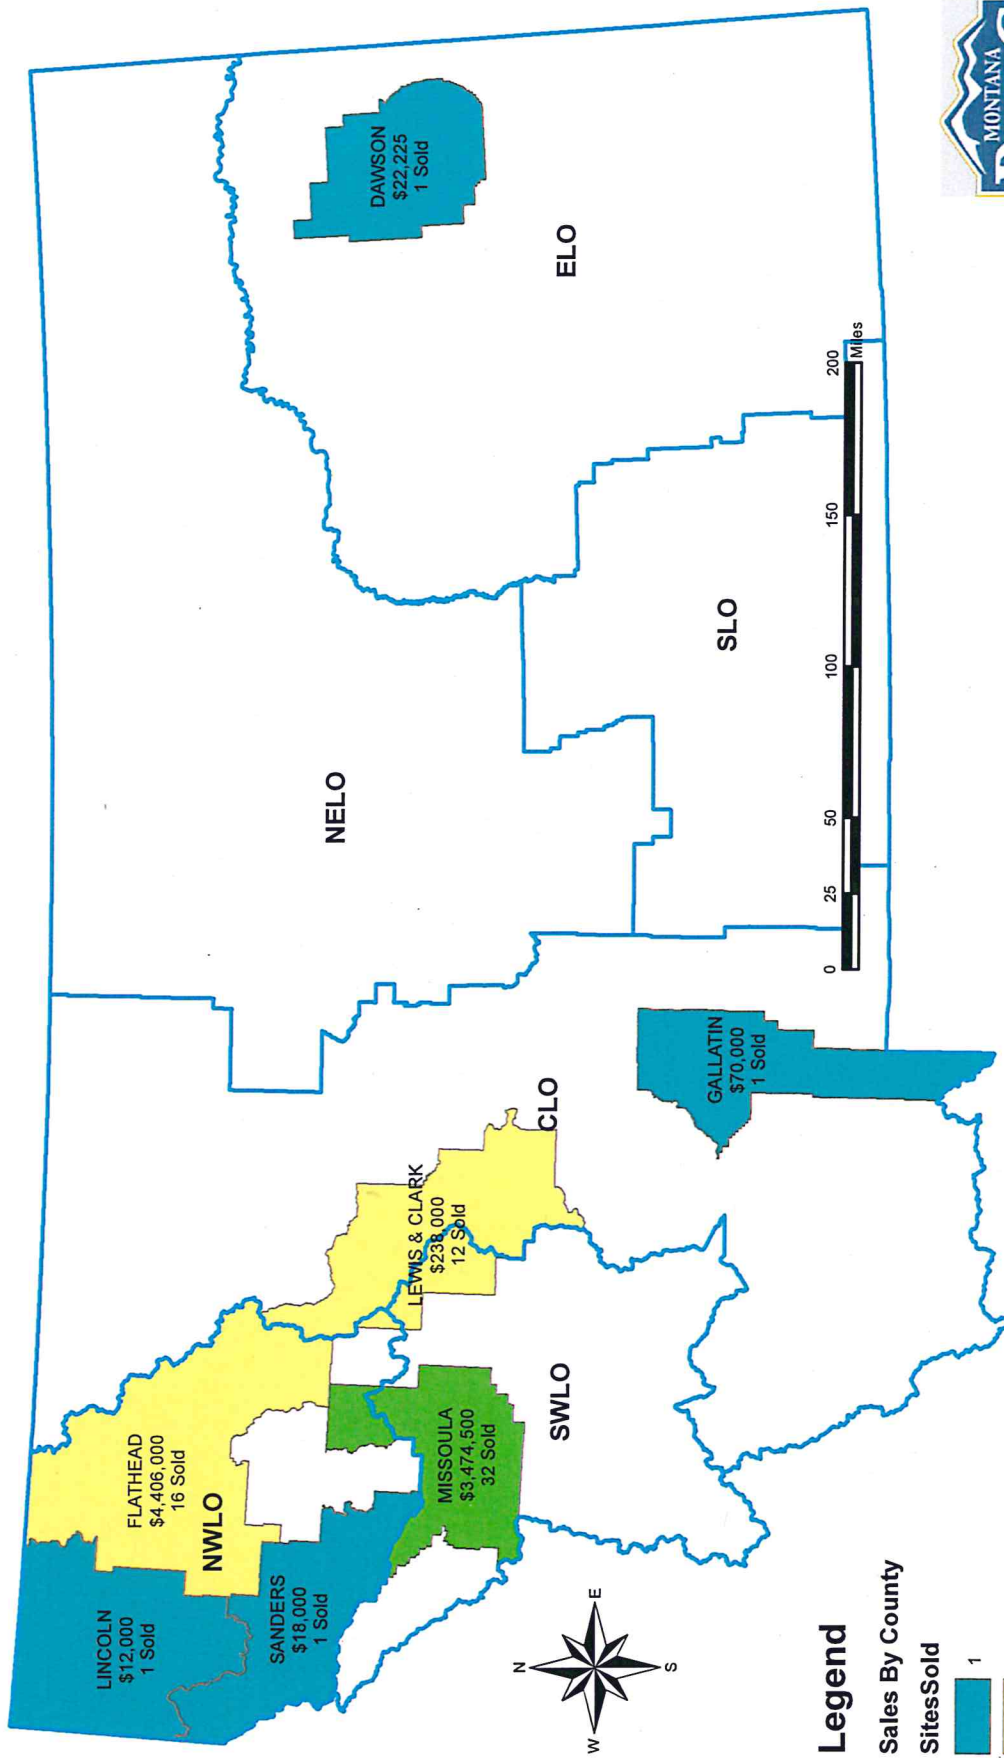 LINCOLN
$12,000
1 Sold
FLATHEAD
$4,406,000
16 Sold
NWLO
SANDERS
$18,000
1 Sold
MISSOULA
$3,474,500
32 Sold
LEWIS & CLARK
$238,000
12 Sold
CLO
SWLO
GALLATIN
$70,000
1 Sold
NELO
SLO
ELO
DAWSON
$22,225
1 Sold
N
W
E
S
0 25 50 100 150 200
Miles
Legend
Sales By County
SitesSold
1
MONTANA